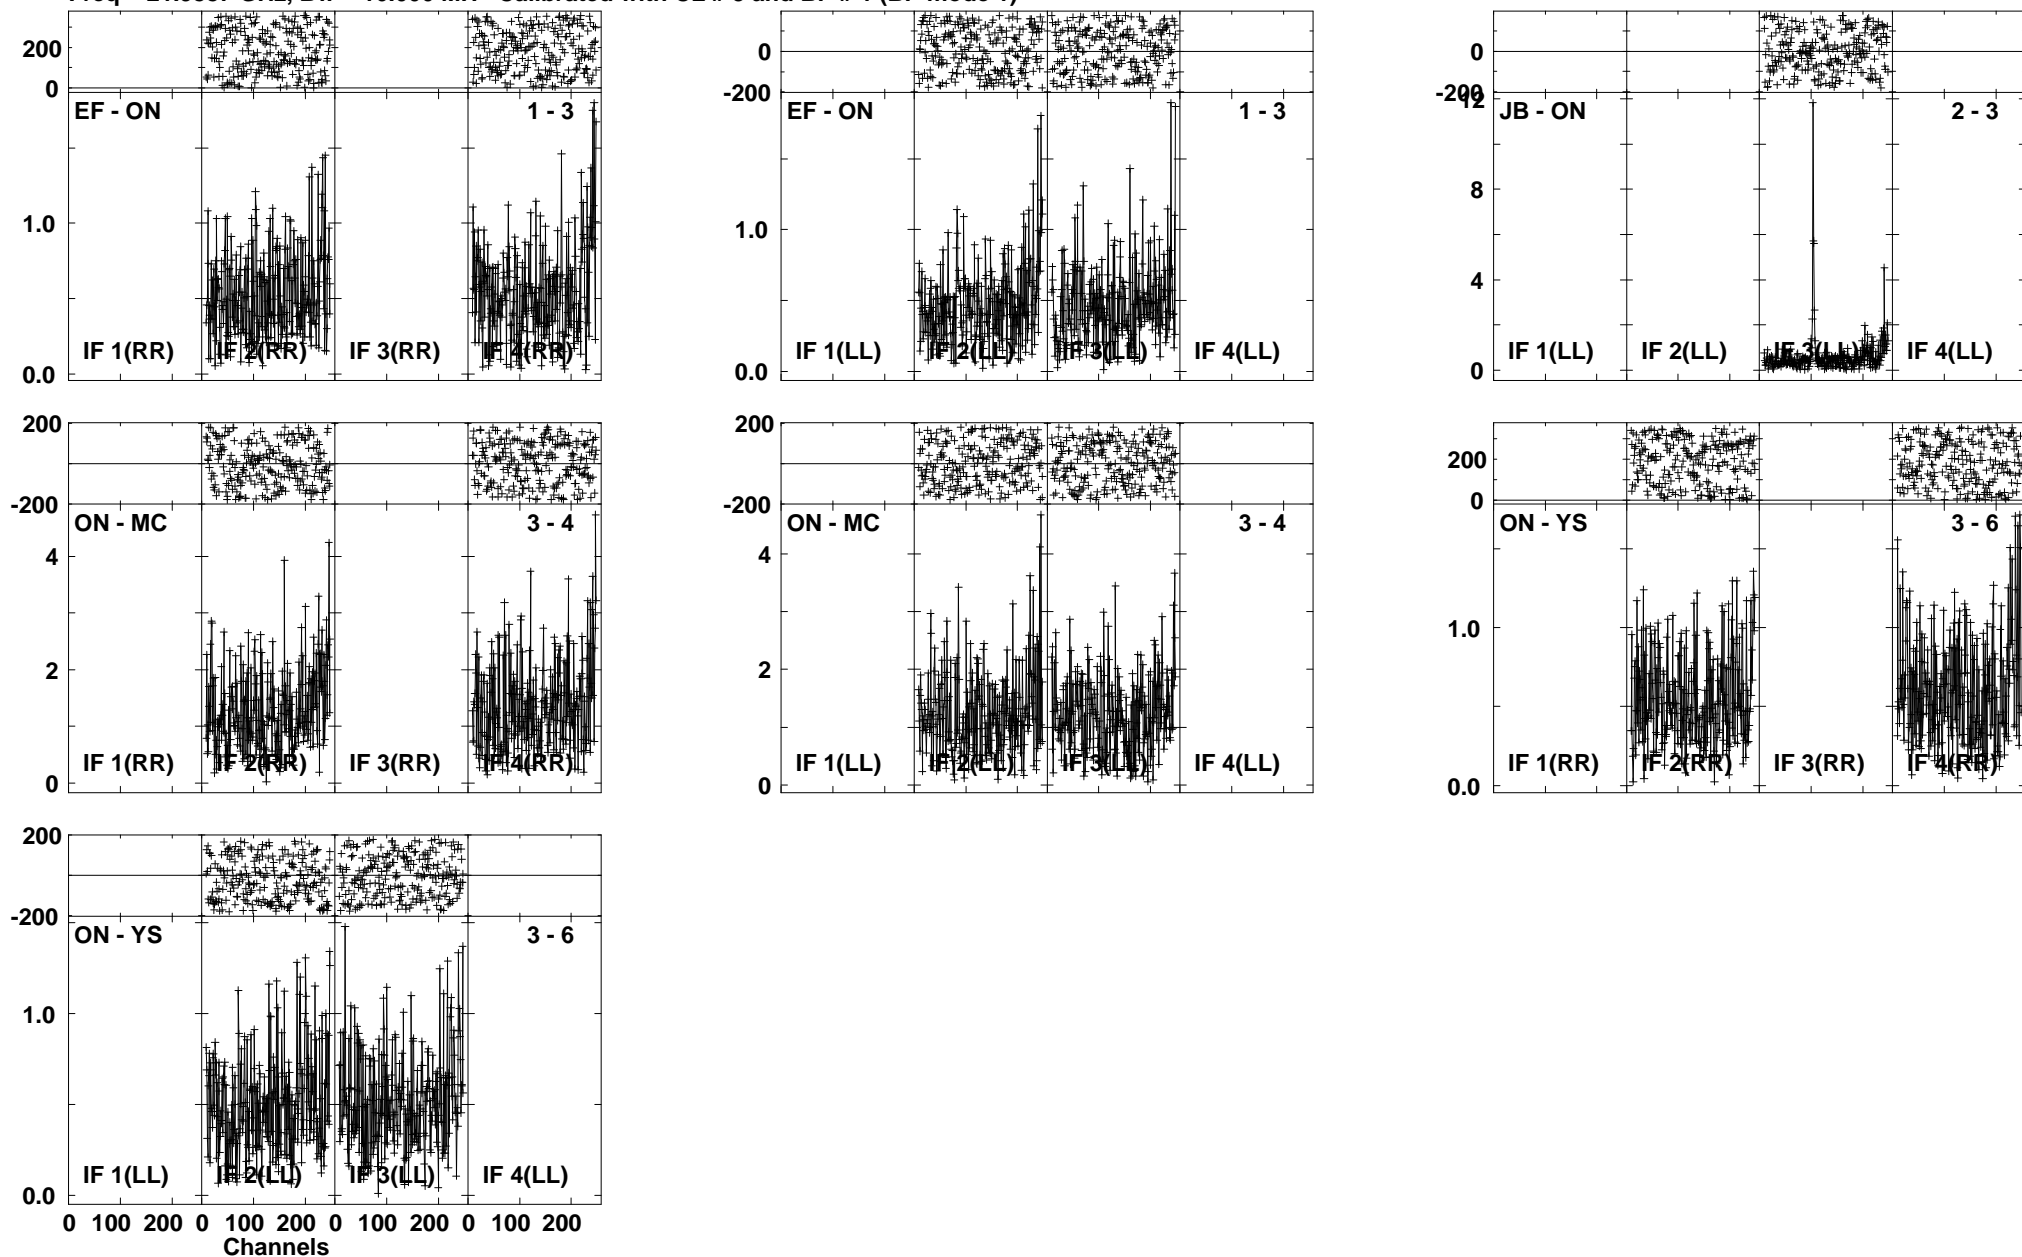 200
0
EF - ON
1 - 3
1.0
0.0
IF 1(RR)
IF 2(RR)
IF 3(RR)
IF 4(RR)
0
-200
EF - ON
1 - 3
1.0
0.0
IF 1(LL)
IF 2(LL)
IF 3(LL)
IF 4(LL)
0
-200
12
JB - ON
2 - 3
8
4
0
IF 1(LL)
IF 2(LL)
IF 3(LL)
IF 4(LL)
200
-200
ON - MC
3 - 4
4
2
0
IF 1(RR)
IF 2(RR)
IF 3(RR)
IF 4(RR)
200
-200
ON - MC
3 - 4
4
2
0
IF 1(LL)
IF 2(LL)
IF 3(LL)
IF 4(LL)
200
0
ON - YS
3 - 6
1.0
0.0
IF 1(RR)
IF 2(RR)
IF 3(RR)
IF 4(RR)
200
-200
ON - YS
3 - 6
1.0
0.0
IF 1(LL)
IF 2(LL)
IF 3(LL)
IF 4(LL)
0 100 200 0 100 200 0 100 200 0 100 200
Channels